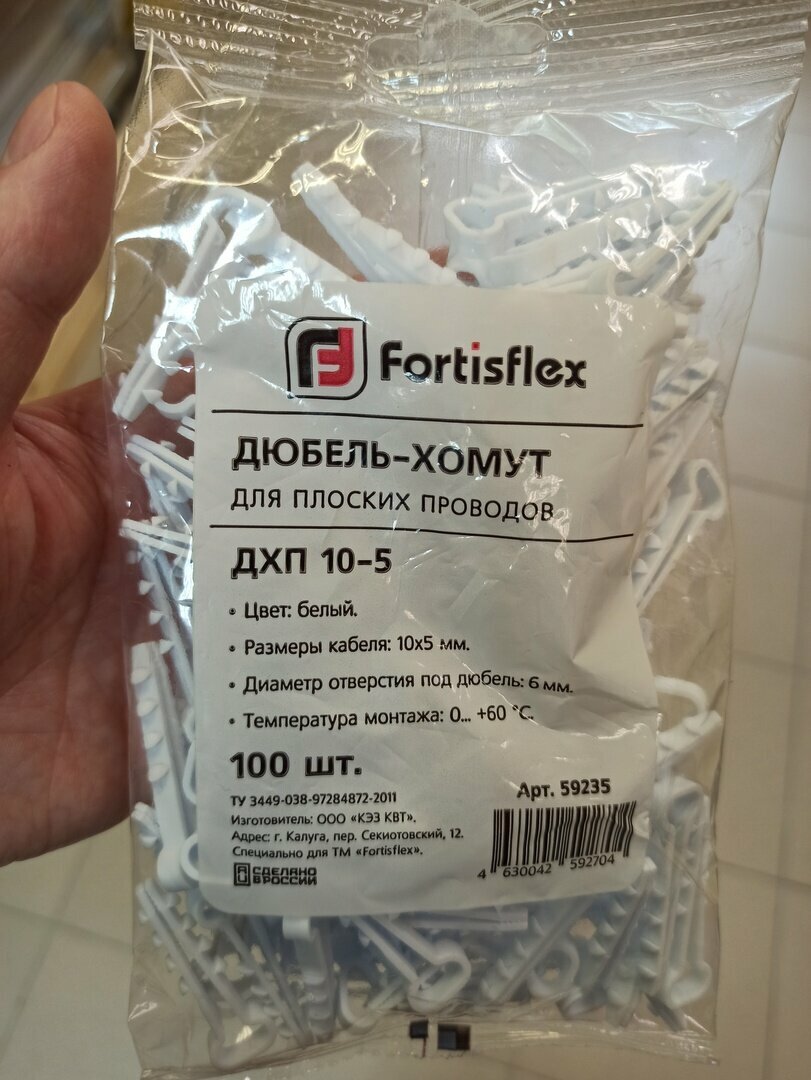 Fortisflex
ДЮБЕЛЬ-ХОМУТ
ДЛЯ ПЛОСКИХ ПРОВОДОВ
ДХП 10-5
• Цвет: белый.
• Размеры кабеля: 10х5 мм.
• Диаметр отверстия под дюбель: 6 мм.
• Температура монтажа: 0... +60 °С.
100 шт.
Арт. 59235
ТУ 3449-038-97284872-2011
Изготовитель: ООО «КЭЗ КВТ».
Адрес: г. Калуга, пер. Секиотовский, 12.
Специально для ТМ «Fortisflex».
СДЕЛАНО
В РОССИИ
4 630042 592704